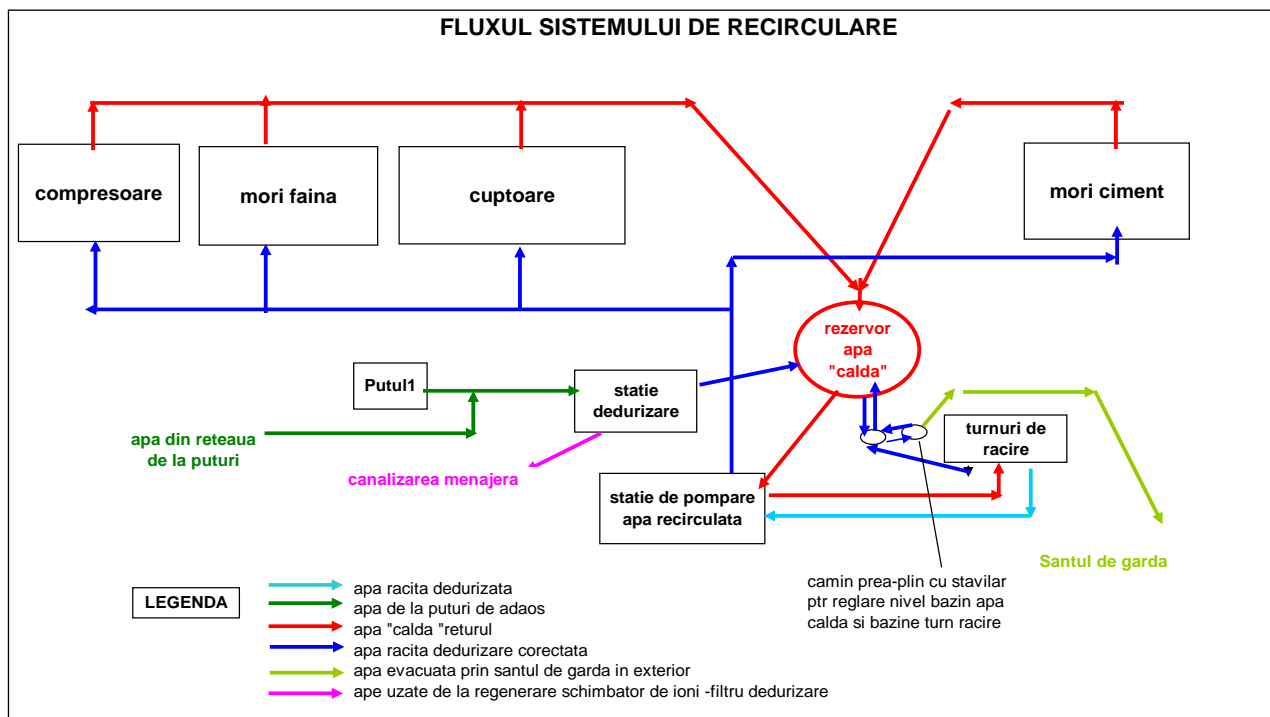 FLUXUL SISTEMULUI DE RECIRCULARE
compresoare
mori faina
cuptoare
mori ciment
rezervor
apa
"calda"
Putul1
statie
dedurizare
apa din reteaua
de la puturi
canalizarea menajera
turnuri de
racire
statie de pompare
apa recirculata
Santul de garda
camin prea-plin cu stavilar
ptr reglare nivel bazin apa
calda si bazine turn racire
LEGENDA
apa racita dedurizata
apa de la puturi de adaos
apa "calda "returul
apa racita dedurizare corectata
apa evacuata prin santul de garda in exterior
ape uzate de la regenerare schimbator de ioni -filtru dedurizare